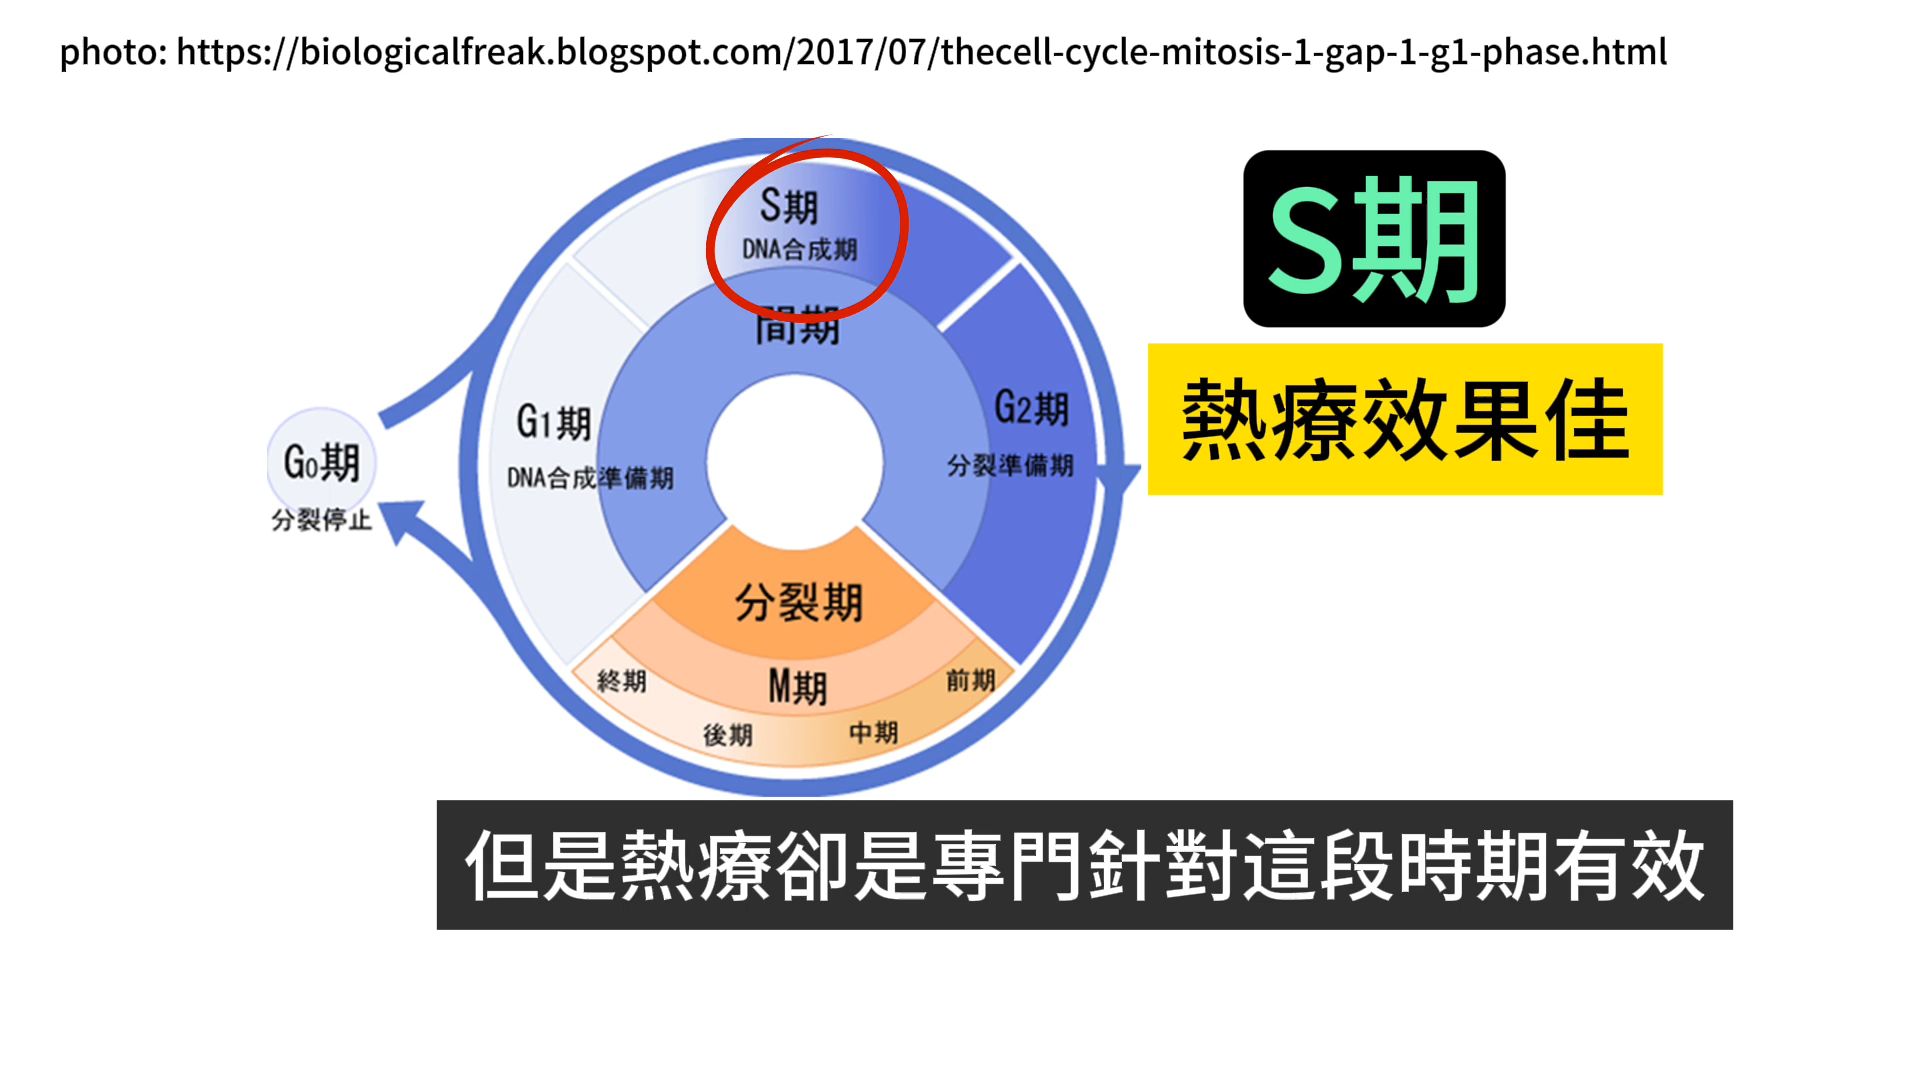 photo: https://biologicalfreak.blogspot.com/2017/07/thecell-cycle-mitosis-1-gap-1-g1-phase.html
S期
DNA合成期
間期
G1期
DNA合成準備期
G2期
分裂準備期
G0期
分裂停止
分裂期
M期
終期
後期
中期
前期
S期
熱療效果佳
但是熱療卻是專門針對這段時期有效